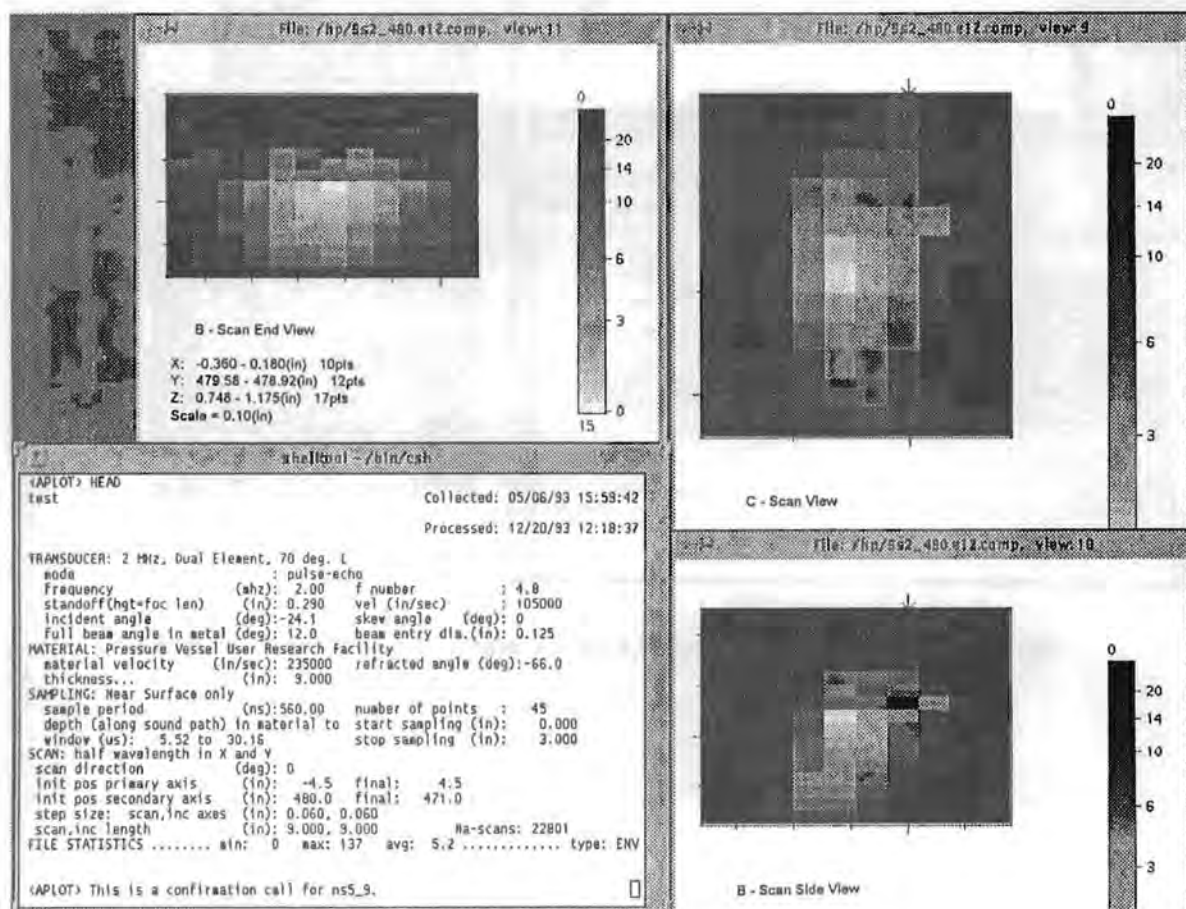 File: /hp/5s2_480.e12.comp, view:11
0
20
14
10
6
3
0
15
B - Scan End View
X: -0.360 - 0.180(in) 10pts
Y: 479.58 - 478.92(in) 12pts
Z: 0.748 - 1.175(in) 17pts
Scale = 0.10(in)
File: /hp/5s2_480.e12.comp, view:9
0
20
14
10
6
3
C - Scan View
shelltool - /bin/csh
<APLOT> HEAD
test Collected: 05/06/93 15:59:42
Processed: 12/20/93 12:18:37
TRANSDUCER: 2 MHz, Dual Element, 70 deg. L
mode : pulse-echo
frequency (mhz): 2.00 f number : 4.8
standoff(hgt+foc len) (in): 0.290 vel (in/sec) : 105000
incident angle (deg):-24.1 skew angle (deg): 0
full beam angle in metal (deg): 12.0 beam entry dia.(in): 0.125
MATERIAL: Pressure Vessel User Research Facility
material velocity (in/sec): 235000 refracted angle (deg):-66.0
thickness... (in): 9.000
SAMPLING: Near Surface only
sample period (ns):560.00 number of points : 45
depth (along sound path) in material to start sampling (in): 0.000
window (us): 5.52 to 30.16 stop sampling (in): 3.000
SCAN: half wavelength in X and Y
scan direction (deg): 0
init pos primary axis (in): -4.5 final: 4.5
init pos secondary axis (in): 480.0 final: 471.0
step size: scan,inc axes (in): 0.060, 0.060
scan,inc length (in): 9.000, 9.000 Na-scans: 22801
FILE STATISTICS ........ min: 0 max: 137 avg: 5.2 ............. type: ENV
<APLOT> This is a confirmation call for ns5_9.
File: /hp/5s2_480.e12.comp, view:10
0
20
14
10
6
3
B - Scan Side View